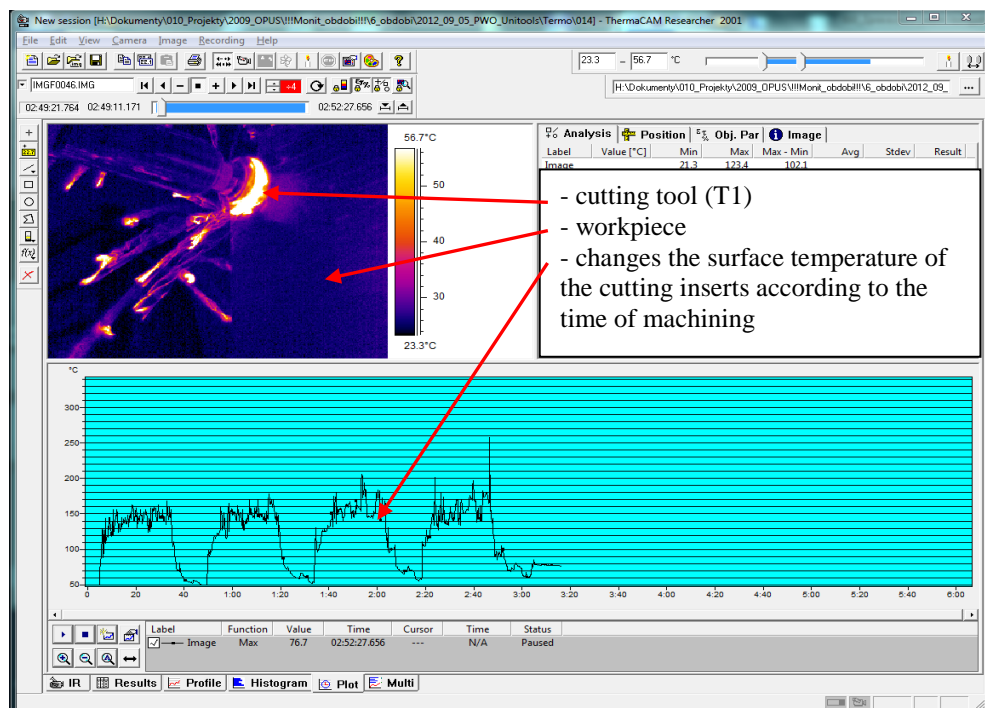 New session [H:\Dokumenty\010_Projekty\2009_OPUS\!!!Monit_obdobi!!!\6_obdobi\2012_09_05_PWO_Unitools\Termo\014] - ThermaCAM Researcher 2001
File Edit View Camera Image Recording Help
23.3 - 56.7 °C
IMGF0046.IMG
+4
H:\Dokumenty\010_Projekty\2009_OPUS\!!!Monit_obdobi!!!\6_obdobi\2012_09_
02:49:21.764 02:49:11.171 02:52:27.656
56.7°C
50
40
30
23.3°C
Analysis Position Obj. Par Image
Label Value [°C] Min Max Max - Min Avg Stdev Result
Image 21.3 123.4 102.1
- cutting tool (T1)
- workpiece
- changes the surface temperature of
the cutting inserts according to the
time of machining
°C
300
250
200
150
100
50
0 20 40 1:00 1:20 1:40 2:00 2:20 2:40 3:00 3:20 3:40 4:00 4:20 4:40 5:00 5:20 5:40 6:00
Label Function Value Time Cursor Time Status
Image Max 76.7 02:52:27.656 --- N/A Paused
IR Results Profile Histogram Plot Multi